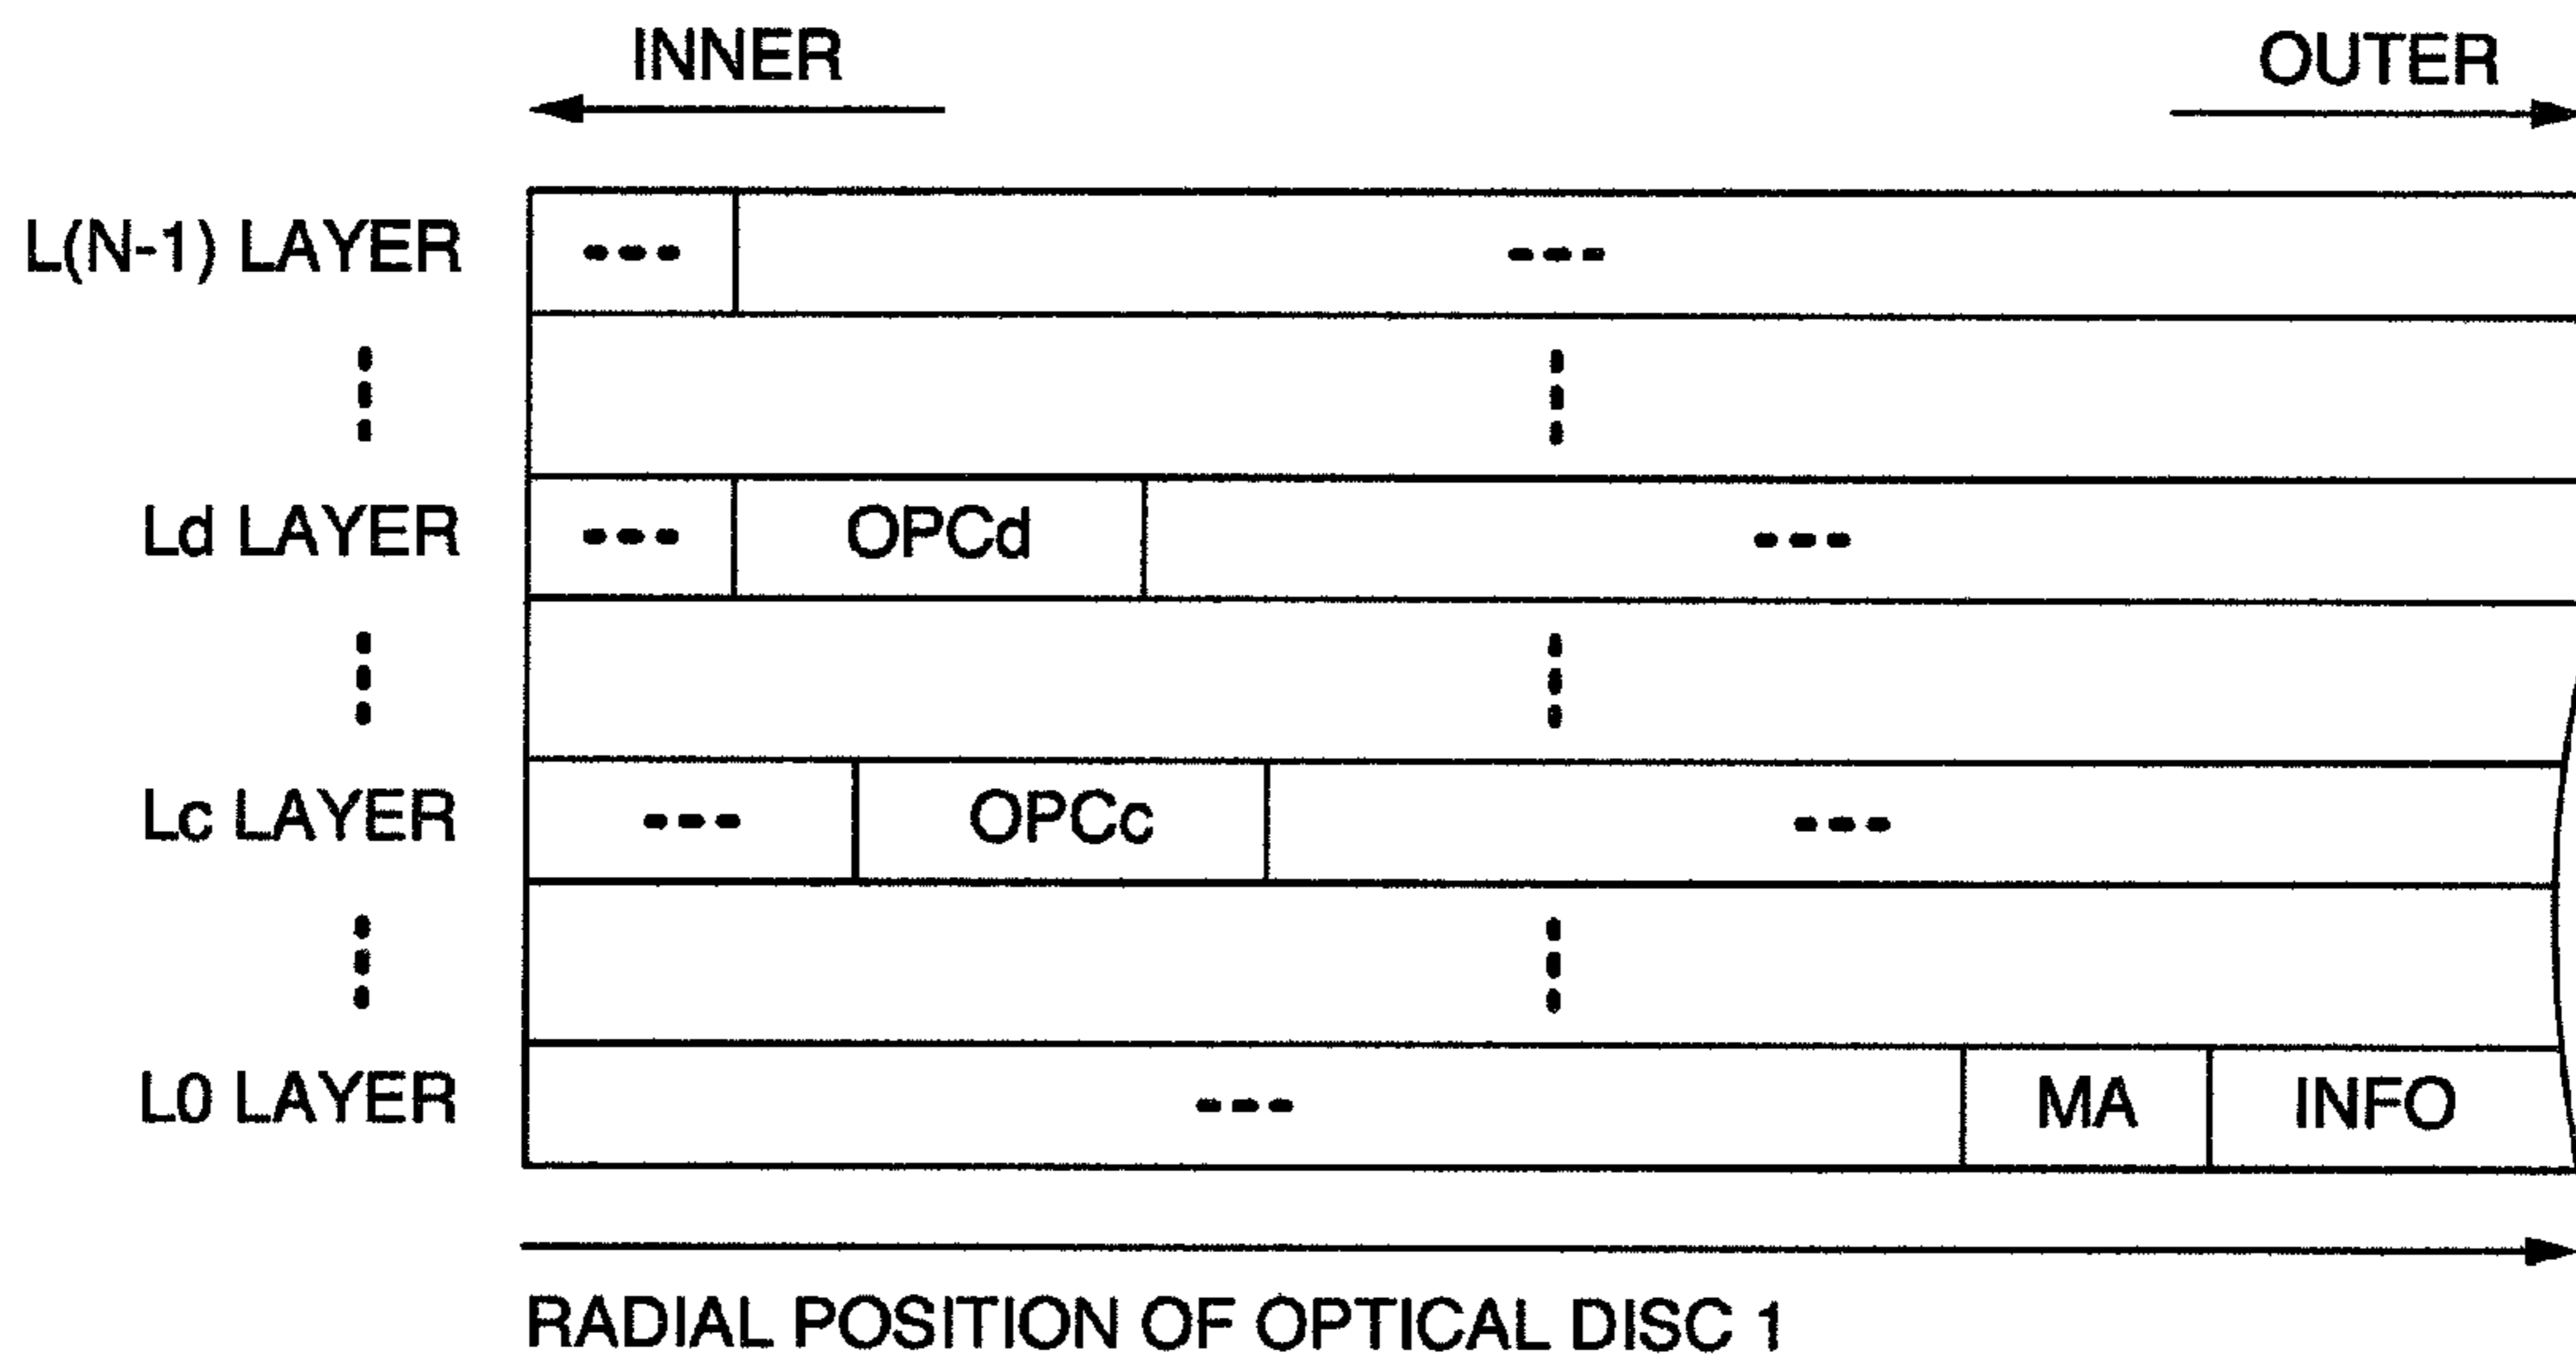 INNER
OUTER
L(N-1) LAYER --- ---
Ld LAYER --- OPCd ---
Lc LAYER --- OPCc ---
L0 LAYER --- MA INFO
RADIAL POSITION OF OPTICAL DISC 1